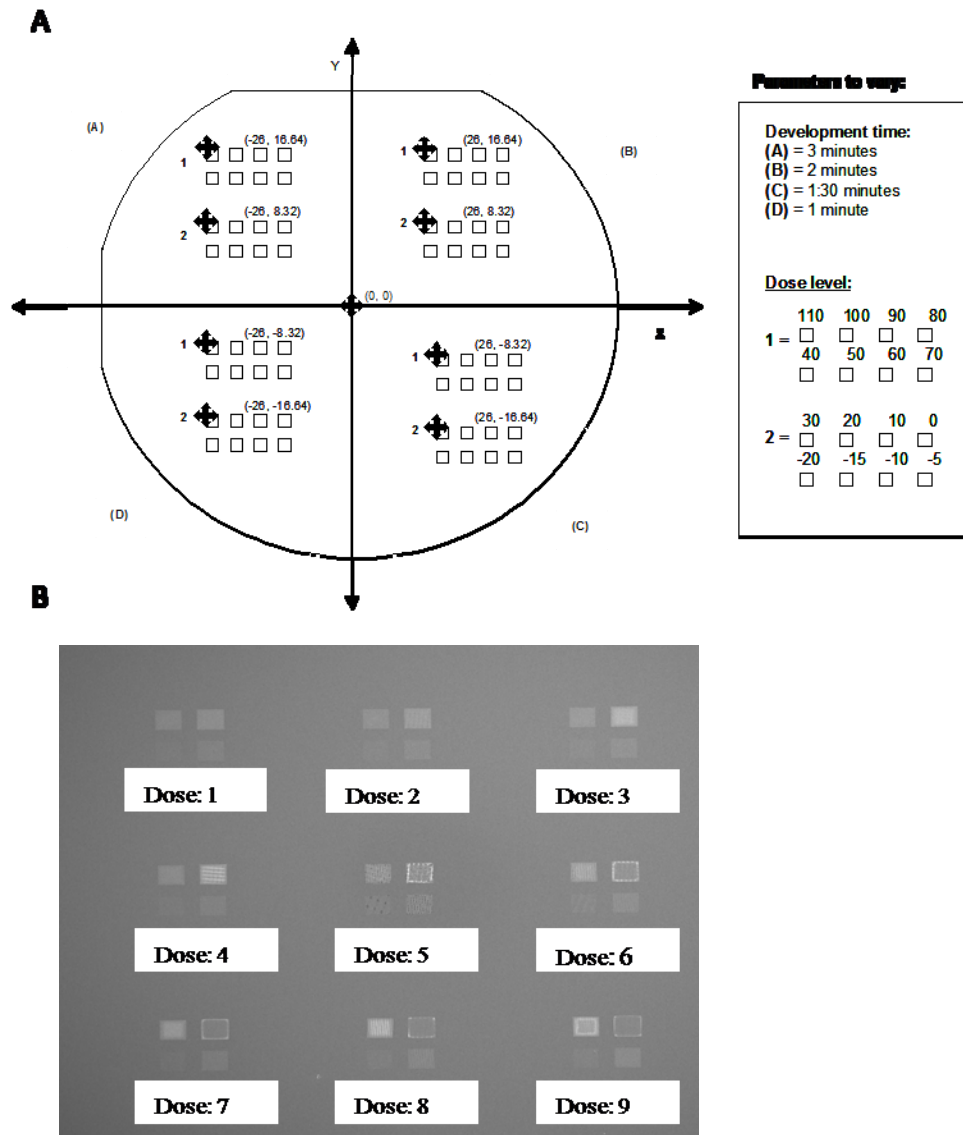 A
Y
Parameters to vary:
(A)
(B)
(-26, 16.64)
(26, 16.64)
1
1
(-26, 8.32)
(26, 8.32)
2
2
(0, 0)
X
(-26, -8.32)
(26, -8.32)
1
1
(-26, -16.64)
(26, -16.64)
2
2
(D)
(C)
Development time:
(A) = 3 minutes
(B) = 2 minutes
(C) = 1:30 minutes
(D) = 1 minute
Dose level:
110 100 90 80
1 =
40 50 60 70
30 20 10 0
2 =
-20 -15 -10 -5
B
Dose: 1
Dose: 2
Dose: 3
Dose: 4
Dose: 5
Dose: 6
Dose: 7
Dose: 8
Dose: 9